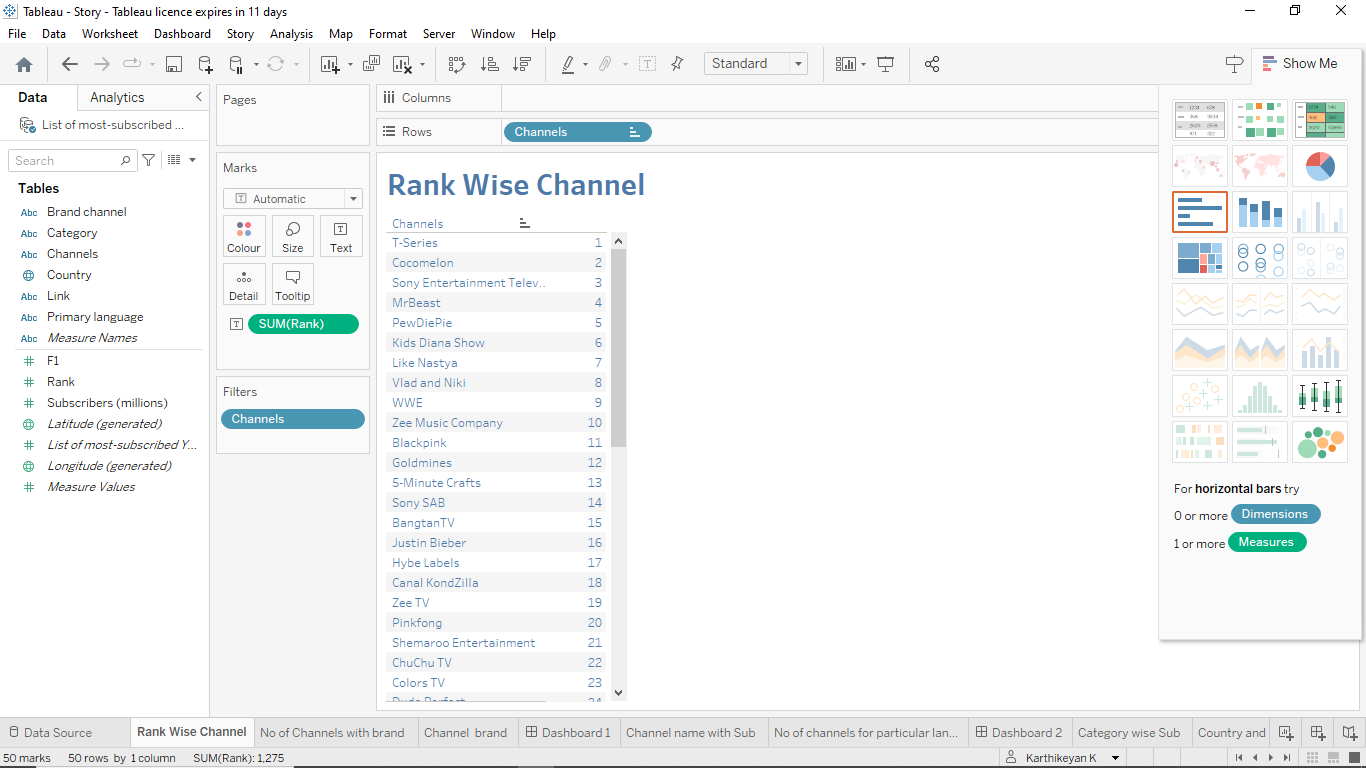 Tableau - Story - Tableau licence expires in 11 days
File Data Worksheet Dashboard Story Analysis Map Format Server Window Help
Standard
Show Me
Data Analytics
List of most-subscribed ...
Search
Tables
Abc Brand channel
Abc Category
Abc Channels
Country
Abc Link
Abc Primary language
Abc Measure Names
F1
Rank
Subscribers (millions)
Latitude (generated)
List of most-subscribed Y...
Longitude (generated)
Measure Values
Pages
Marks
Automatic
Colour Size Text
Detail Tooltip
SUM(Rank)
Filters
Channels
Columns
Rows Channels
Rank Wise Channel
Channels
T-Series 1
Cocomelon 2
Sony Entertainment Telev.. 3
MrBeast 4
PewDiePie 5
Kids Diana Show 6
Like Nastya 7
Vlad and Niki 8
WWE 9
Zee Music Company 10
Blackpink 11
Goldmines 12
5-Minute Crafts 13
Sony SAB 14
BangtanTV 15
Justin Bieber 16
Hybe Labels 17
Canal KondZilla 18
Zee TV 19
Pinkfong 20
Shemaroo Entertainment 21
ChuChu TV 22
Colors TV 23
Dude Perfect 24
For horizontal bars try
0 or more Dimensions
1 or more Measures
Data Source Rank Wise Channel No of Channels with brand Channel brand Dashboard 1 Channel name with Sub No of channels for particular lan... Dashboard 2 Category wise Sub Country and
50 marks 50 rows by 1 column SUM(Rank): 1,275 Karthikeyan K